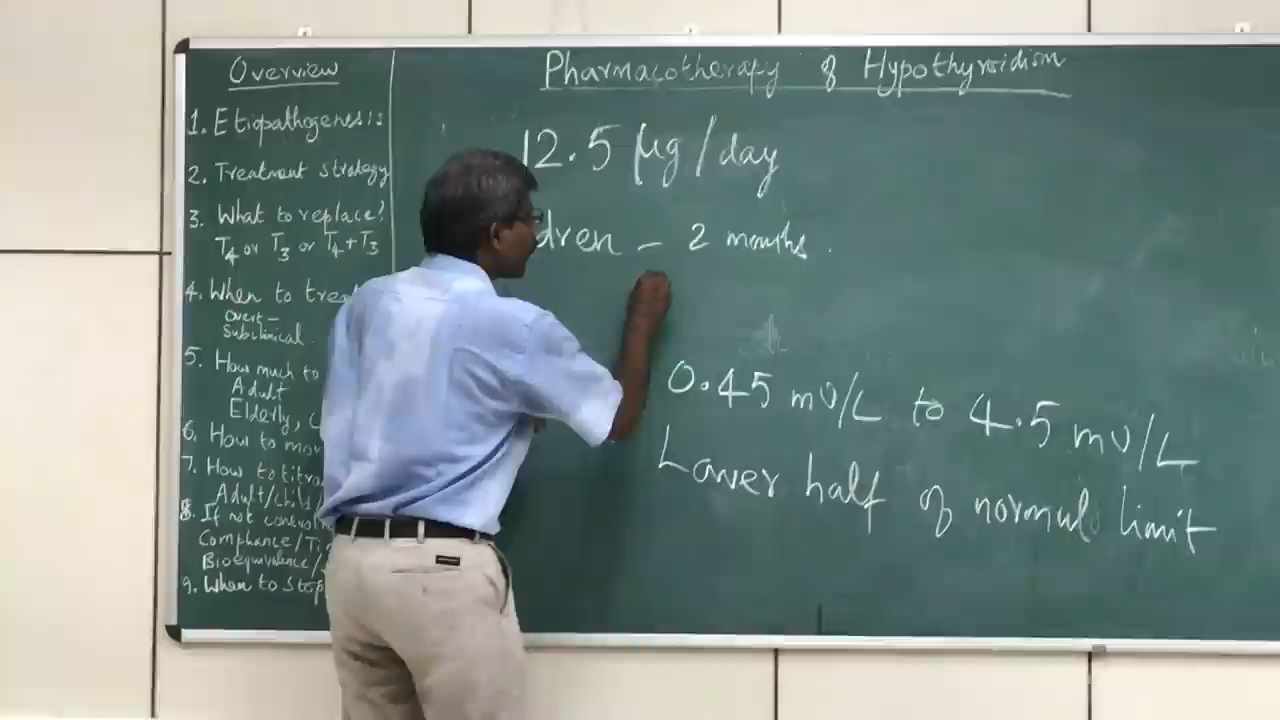 Overview
1. Etiopathogenesis
2. Treatment strategy
3. What to replace?
T4 or T3 or T4 + T3
4. When to
Overt –
Subclinical
5. How much to
Adult
Elderly,
6. How to
7. How to
Adult/Child/
8. If not
Compliance/
Bioequivalence/
9. When to stop
Pharmacotherapy of Hypothyroidism
12.5 µg/day
dren – 2 months.
0.45 mU/L to 4.5 mU/L
Lower half of normal limit